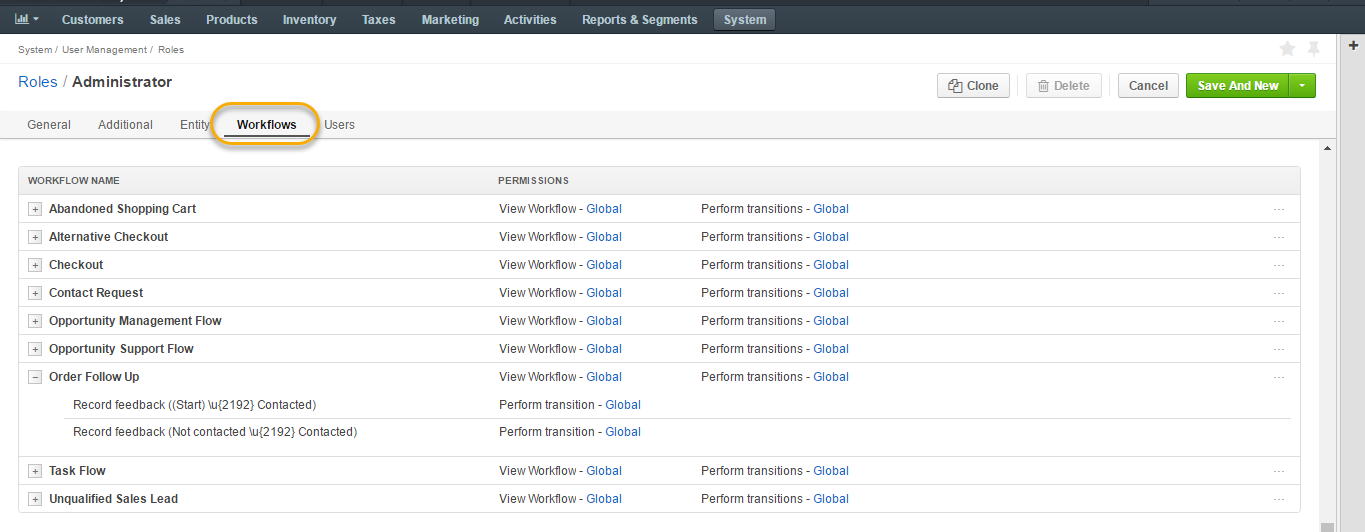 Customers Sales Products Inventory Taxes Marketing Activities Reports & Segments System
System / User Management / Roles
Roles / Administrator Clone Delete Cancel Save And New
General Additional Entity Workflows Users
WORKFLOW NAME PERMISSIONS
Abandoned Shopping Cart View Workflow - Global Perform transitions - Global ...
Alternative Checkout View Workflow - Global Perform transitions - Global ...
Checkout View Workflow - Global Perform transitions - Global ...
Contact Request View Workflow - Global Perform transitions - Global ...
Opportunity Management Flow View Workflow - Global Perform transitions - Global ...
Opportunity Support Flow View Workflow - Global Perform transitions - Global ...
Order Follow Up View Workflow - Global Perform transitions - Global ...
Record feedback ((Start) \u{2192} Contacted) Perform transition - Global
Record feedback (Not contacted \u{2192} Contacted) Perform transition - Global
Task Flow View Workflow - Global Perform transitions - Global ...
Unqualified Sales Lead View Workflow - Global Perform transitions - Global ...